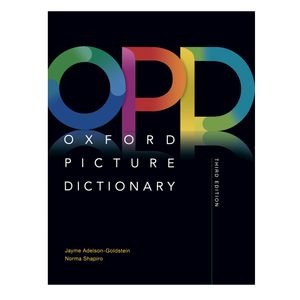 OPD
OXFORD
PICTURE
DICTIONARY
THIRD EDITION
Jayme Adelson-Goldstein
Norma Shapiro